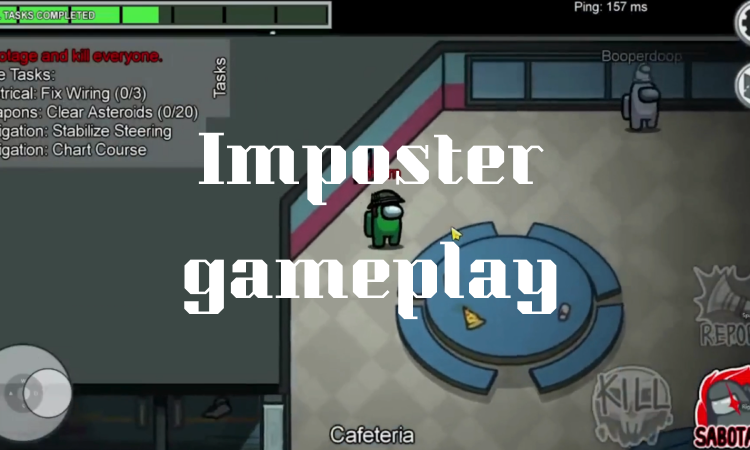 TASKS COMPLETED
Ping: 157 ms
otage and kill everyone.
e Tasks:
trical: Fix Wiring (0/3)
apons: Clear Asteroids (0/20)
igation: Stabilize Steering
igation: Chart Course
Tasks
Booperdoop
Imposter
gameplay
REPO
KILL
SABOTA
Cafeteria